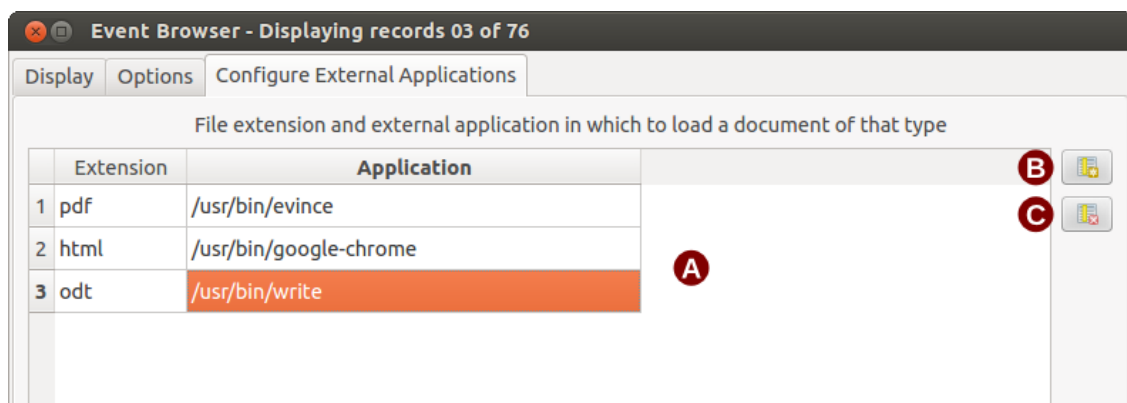 Event Browser - Displaying records 03 of 76
Display Options Configure External Applications
File extension and external application in which to load a document of that type
Extension Application B
1 pdf /usr/bin/evince C
2 html /usr/bin/google-chrome A
3 odt /usr/bin/write